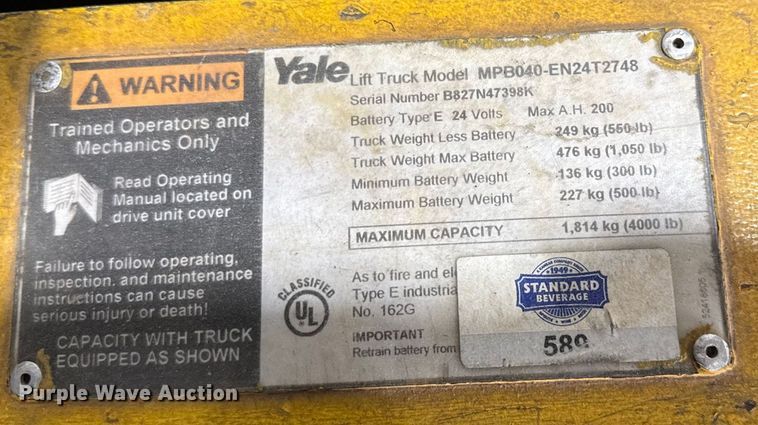 WARNING
Trained Operators and
Mechanics Only
Read Operating
Manual located on
drive unit cover
Failure to follow operating,
inspection, and maintenance
instructions can cause
serious injury or death!
CAPACITY WITH TRUCK
EQUIPPED AS SHOWN
Yale Lift Truck Model MPB040-EN24T2748
Serial Number B827N47398K
Battery Type E 24 Volts Max A.H. 200
Truck Weight Less Battery 249 kg (550 lb)
Truck Weight Max Battery 476 kg (1,050 lb)
Minimum Battery Weight 136 kg (300 lb)
Maximum Battery Weight 227 kg (500 lb)
MAXIMUM CAPACITY 1,814 kg (4000 lb)
CLASSIFIED
UL
As to fire and
Type E
No. 162G
IMPORTANT
Retrain battery from
1949
STANDARD
BEVERAGE
589
Purple Wave Auction